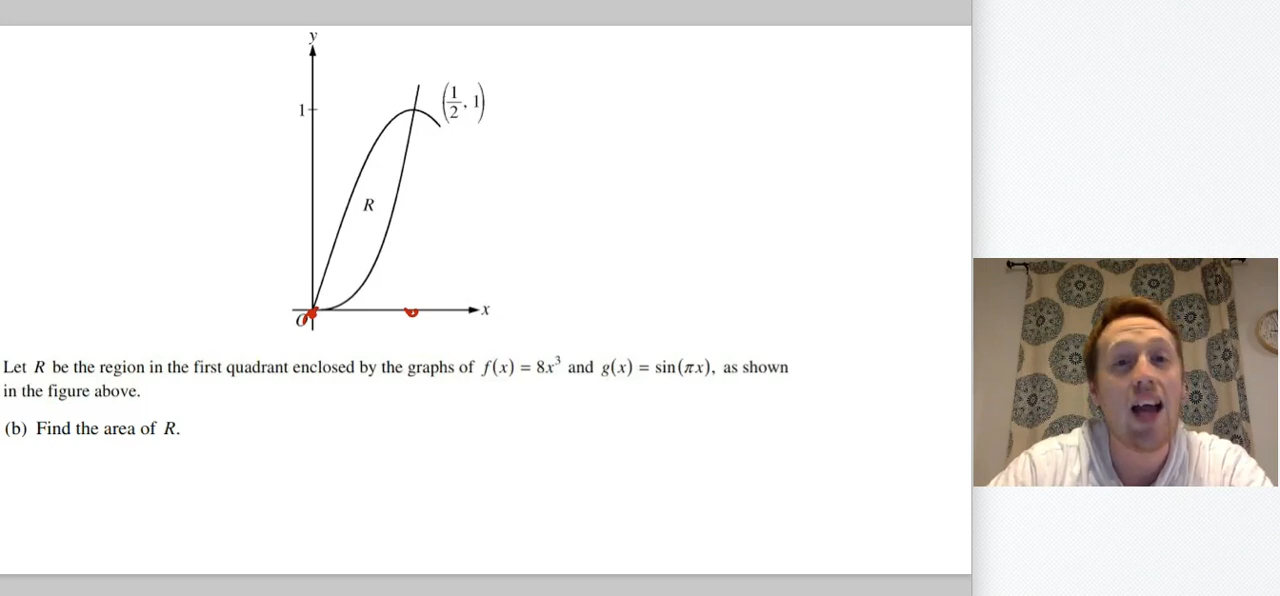 y
1
(1/2, 1)
R
O
x
Let R be the region in the first quadrant enclosed by the graphs of f(x) = 8x³ and g(x) = sin(πx), as shown
in the figure above.
(b) Find the area of R.